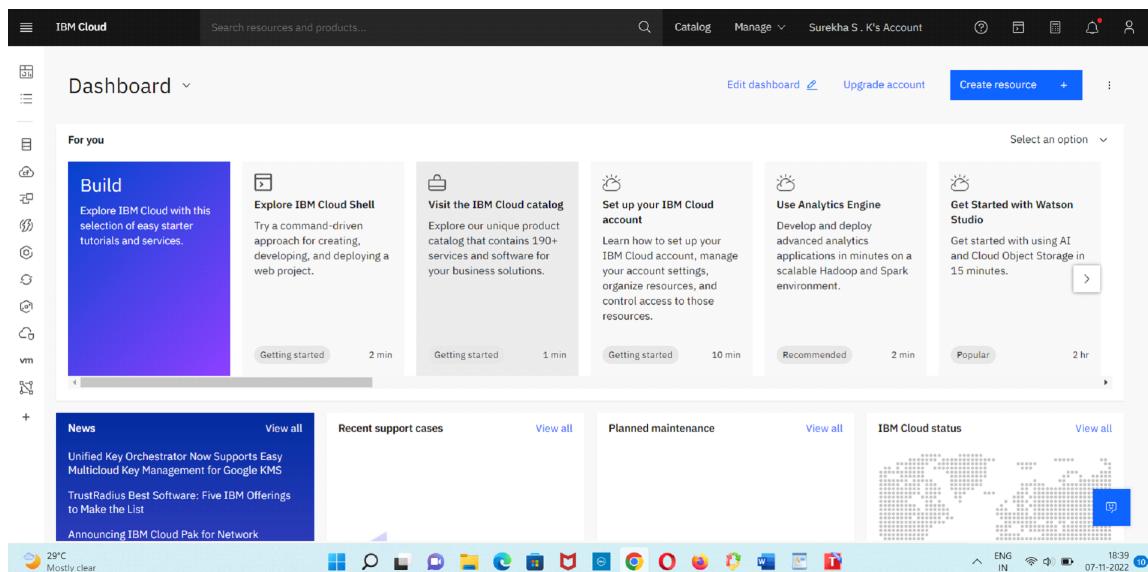 IBM Cloud
Search resources and products...
Catalog
Manage
Surekha S . K's Account
Dashboard
Edit dashboard
Upgrade account
Create resource +
For you
Select an option
Build
Explore IBM Cloud with this
selection of easy starter
tutorials and services.
Explore IBM Cloud Shell
Try a command-driven
approach for creating,
developing, and deploying a
web project.
Getting started
2 min
Visit the IBM Cloud catalog
Explore our unique product
catalog that contains 190+
services and software for
your business solutions.
Getting started
1 min
Set up your IBM Cloud
account
Learn how to set up your
IBM Cloud account, manage
your account settings,
organize resources, and
control access to those
resources.
Getting started
10 min
Use Analytics Engine
Develop and deploy
advanced analytics
applications in minutes on a
scalable Hadoop and Spark
environment.
Recommended
2 min
Get Started with Watson
Studio
Get started with using AI
and Cloud Object Storage in
15 minutes.
Popular
2 hr
vm
News
View all
Unified Key Orchestrator Now Supports Easy
Multicloud Key Management for Google KMS
TrustRadius Best Software: Five IBM Offerings
to Make the List
Announcing IBM Cloud Pak for Network
Recent support cases
View all
Planned maintenance
View all
IBM Cloud status
View all
29°C
Mostly clear
ENG
IN
18:39
07-11-2022
10